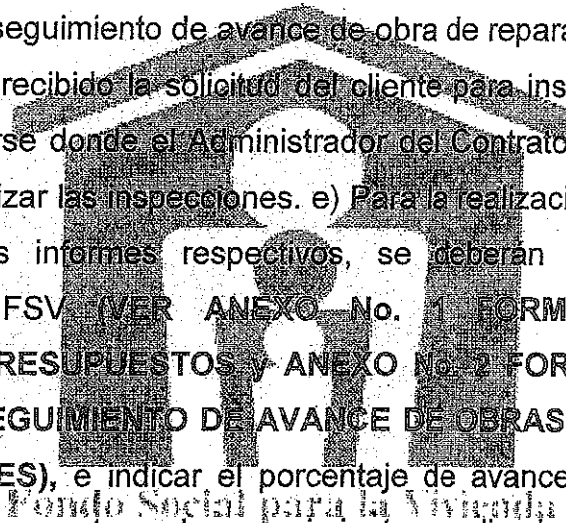 seguimiento de avance de obra de repara
recibido la solicitud del cliente para ins
rse donde el Administrador del Contrato
izar las inspecciones. e) Para la realizaci
s informes respectivos, se deberán
FSV (VER ANEXO No. 1 FORM
RESUPUESTOS y ANEXO No. 2 FOR
EGUIMIENTO DE AVANCE DE OBRAS
ES), e indicar el porcentaje de avance
Fondo Social para la Vivienda